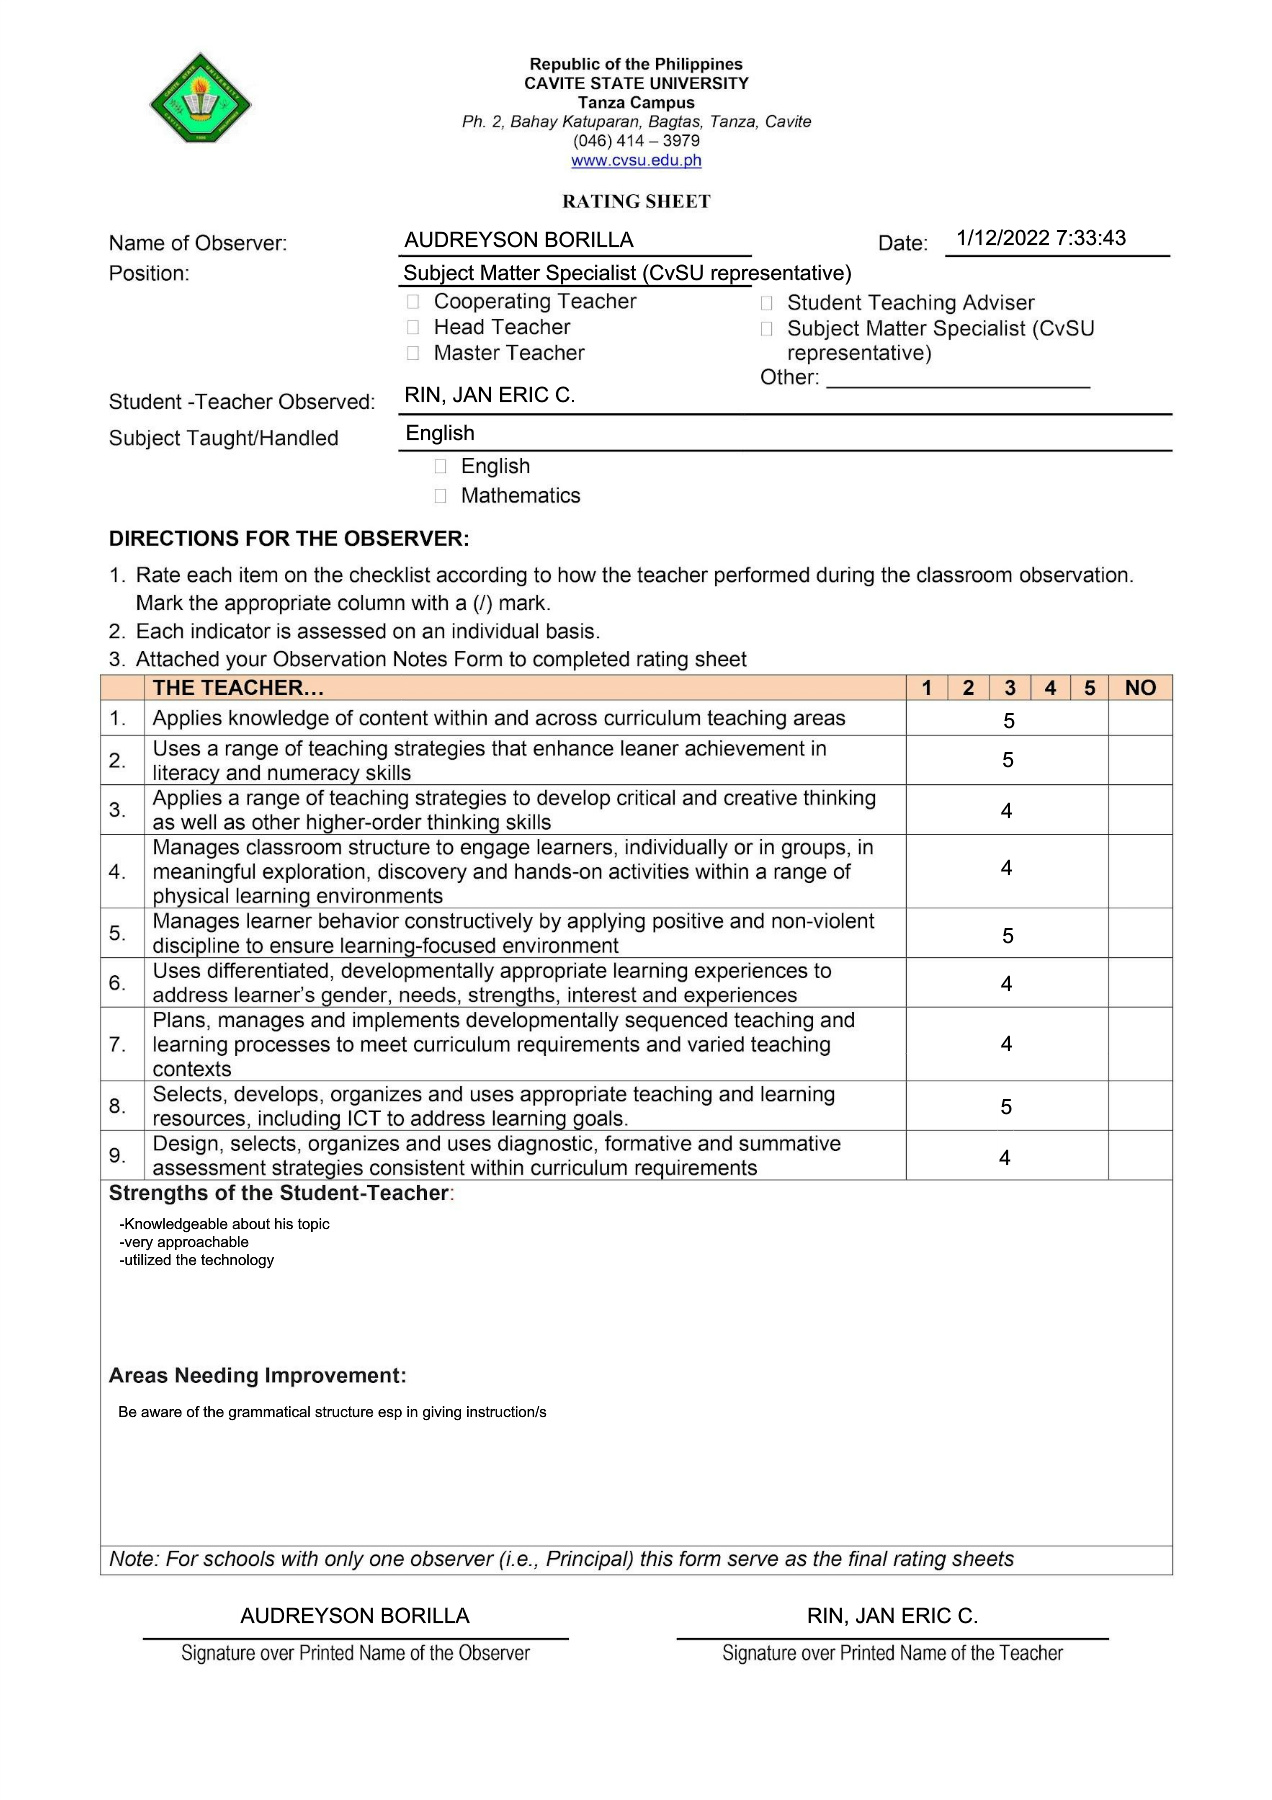 Republic of the Philippines
CAVITE STATE UNIVERSITY
Tanza Campus
Ph. 2, Bahay Katuparan, Bagtas, Tanza, Cavite
(046) 414 – 3979
www.cvsu.edu.ph
RATING SHEET
Name of Observer: AUDREYSON BORILLA Date: 1/12/2022 7:33:43
Position: Subject Matter Specialist (CvSU representative)
Cooperating Teacher
Head Teacher
Master Teacher
Student Teaching Adviser
Subject Matter Specialist (CvSU
representative)
Other:
Student -Teacher Observed: RIN, JAN ERIC C.
Subject Taught/Handled English
English
Mathematics
DIRECTIONS FOR THE OBSERVER:
1. Rate each item on the checklist according to how the teacher performed during the classroom observation.
Mark the appropriate column with a (/) mark.
2. Each indicator is assessed on an individual basis.
3. Attached your Observation Notes Form to completed rating sheet
THE TEACHER… 1 2 3 4 5 NO
1. Applies knowledge of content within and across curriculum teaching areas 5
2. Uses a range of teaching strategies that enhance leaner achievement in
literacy and numeracy skills 5
3. Applies a range of teaching strategies to develop critical and creative thinking
as well as other higher-order thinking skills 4
4. Manages classroom structure to engage learners, individually or in groups, in
meaningful exploration, discovery and hands-on activities within a range of
physical learning environments 4
5. Manages learner behavior constructively by applying positive and non-violent
discipline to ensure learning-focused environment 5
6. Uses differentiated, developmentally appropriate learning experiences to
address learner’s gender, needs, strengths, interest and experiences 4
7. Plans, manages and implements developmentally sequenced teaching and
learning processes to meet curriculum requirements and varied teaching
contexts 4
8. Selects, develops, organizes and uses appropriate teaching and learning
resources, including ICT to address learning goals. 5
9. Design, selects, organizes and uses diagnostic, formative and summative
assessment strategies consistent within curriculum requirements 4
Strengths of the Student-Teacher:
-Knowledgeable about his topic
-very approachable
-utilized the technology
Areas Needing Improvement:
Be aware of the grammatical structure esp in giving instruction/s
Note: For schools with only one observer (i.e., Principal) this form serve as the final rating sheets
AUDREYSON BORILLA RIN, JAN ERIC C.
Signature over Printed Name of the Observer Signature over Printed Name of the Teacher